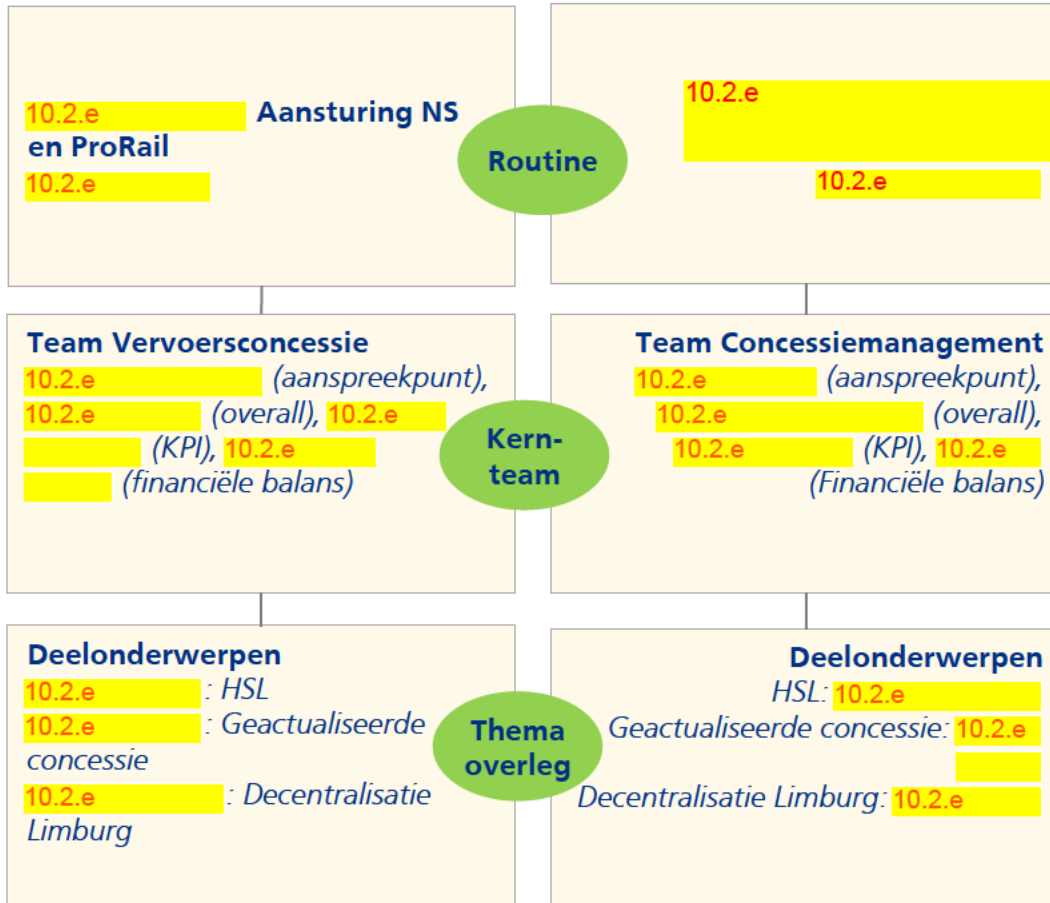 10.2.e Aansturing NS
en ProRail
10.2.e
Routine
10.2.e
10.2.e
Team Vervoersconcessie
10.2.e (aanspreekpunt),
10.2.e (overall), 10.2.e
(KPI), 10.2.e
(financiële balans)
Kern-
team
Team Concessiemanagement
10.2.e (aanspreekpunt),
10.2.e (overall),
10.2.e (KPI), 10.2.e
(Financiële balans)
Deelonderwerpen
10.2.e : HSL
10.2.e : Geactualiseerde
concessie
10.2.e : Decentralisatie
Limburg
Thema
overleg
Deelonderwerpen
HSL: 10.2.e
Geactualiseerde concessie: 10.2.e
Decentralisatie Limburg: 10.2.e